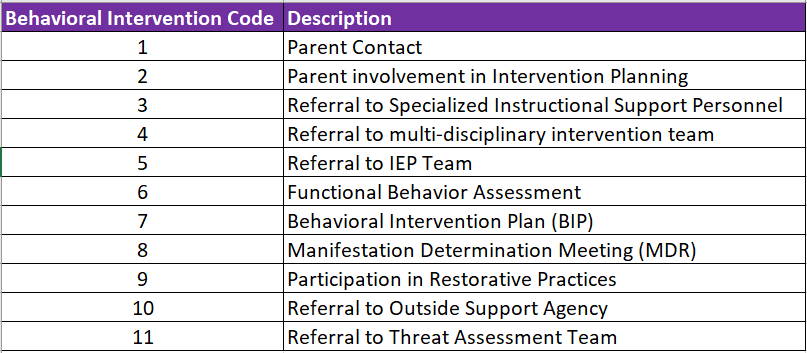 Behavioral Intervention Code Description
1 Parent Contact
2 Parent involvement in Intervention Planning
3 Referral to Specialized Instructional Support Personnel
4 Referral to multi-disciplinary intervention team
5 Referral to IEP Team
6 Functional Behavior Assessment
7 Behavioral Intervention Plan (BIP)
8 Manifestation Determination Meeting (MDR)
9 Participation in Restorative Practices
10 Referral to Outside Support Agency
11 Referral to Threat Assessment Team